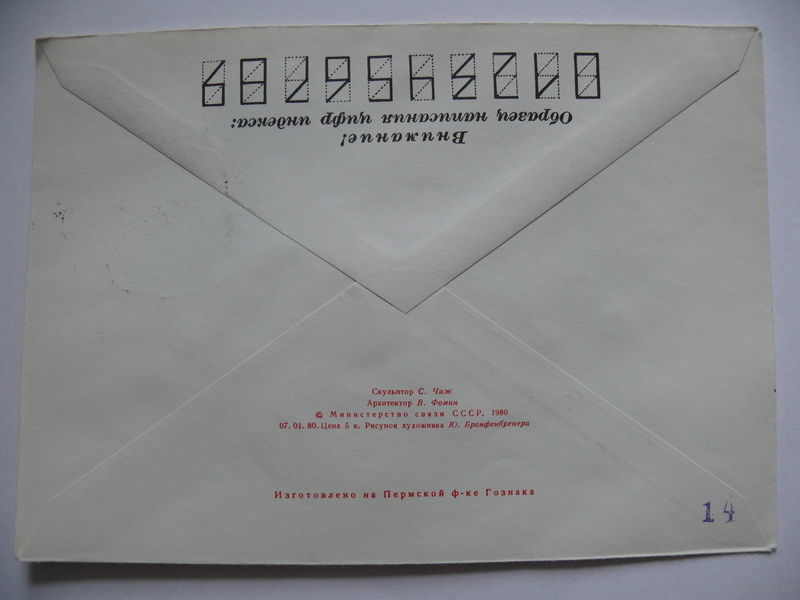 Внимание!
Образец написания цифр индекса:
0123456789
Скульптор С. Чиж
Архитектор В. Фомин
© Министерство связи СССР, 1980
07. 01. 80. Цена 5 к. Рисунок художника Ю. Бронфенбренера
Изготовлено на Пермской ф-ке Гознака
14